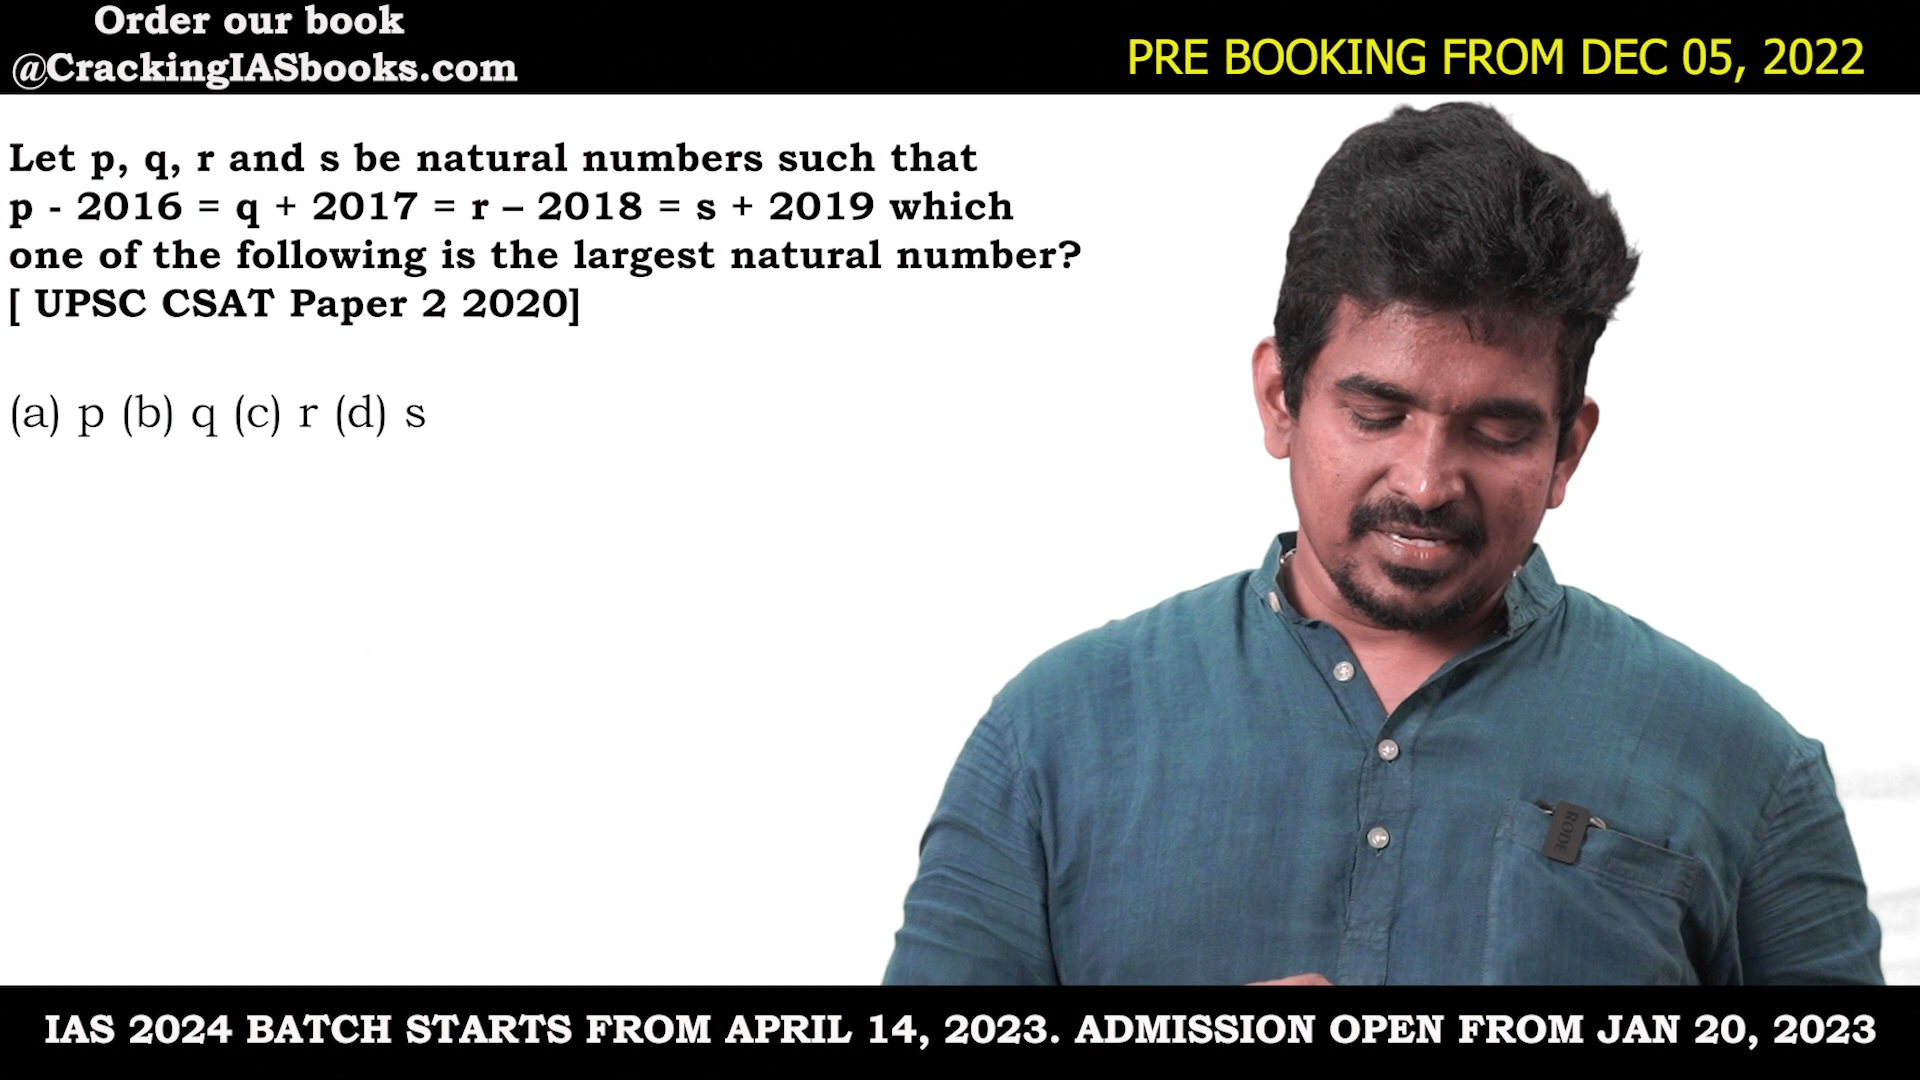 Order our book
@CrackingIASbooks.com
PRE BOOKING FROM DEC 05, 2022
Let p, q, r and s be natural numbers such that
p - 2016 = q + 2017 = r – 2018 = s + 2019 which
one of the following is the largest natural number?
[ UPSC CSAT Paper 2 2020]
(a) p (b) q (c) r (d) s
RODE
IAS 2024 BATCH STARTS FROM APRIL 14, 2023. ADMISSION OPEN FROM JAN 20, 2023